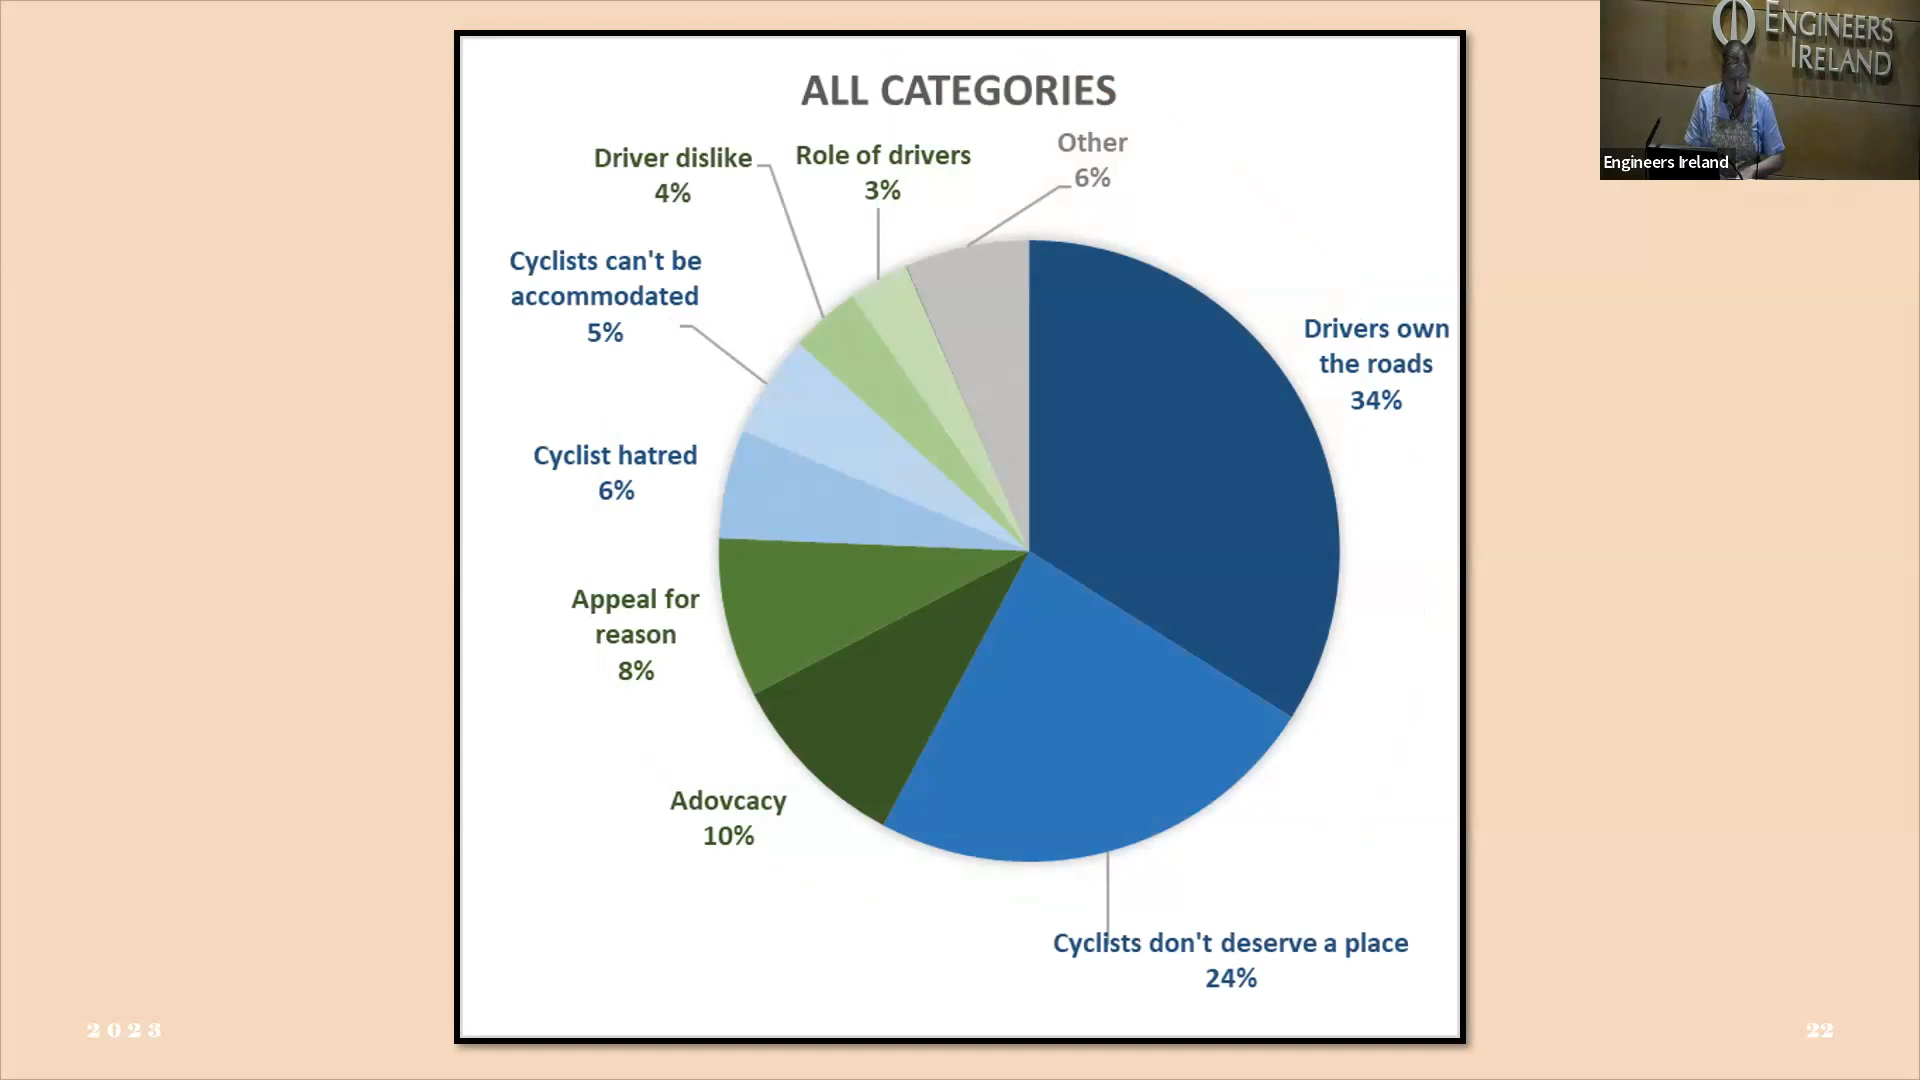 ALL CATEGORIES
Driver dislike
4%
Role of drivers
3%
Other
6%
Cyclists can't be
accommodated
5%
Drivers own
the roads
34%
Cyclist hatred
6%
Appeal for
reason
8%
Adovcacy
10%
Cyclists don't deserve a place
24%
2023
22
ENGINEERS
IRELAND
Engineers Ireland